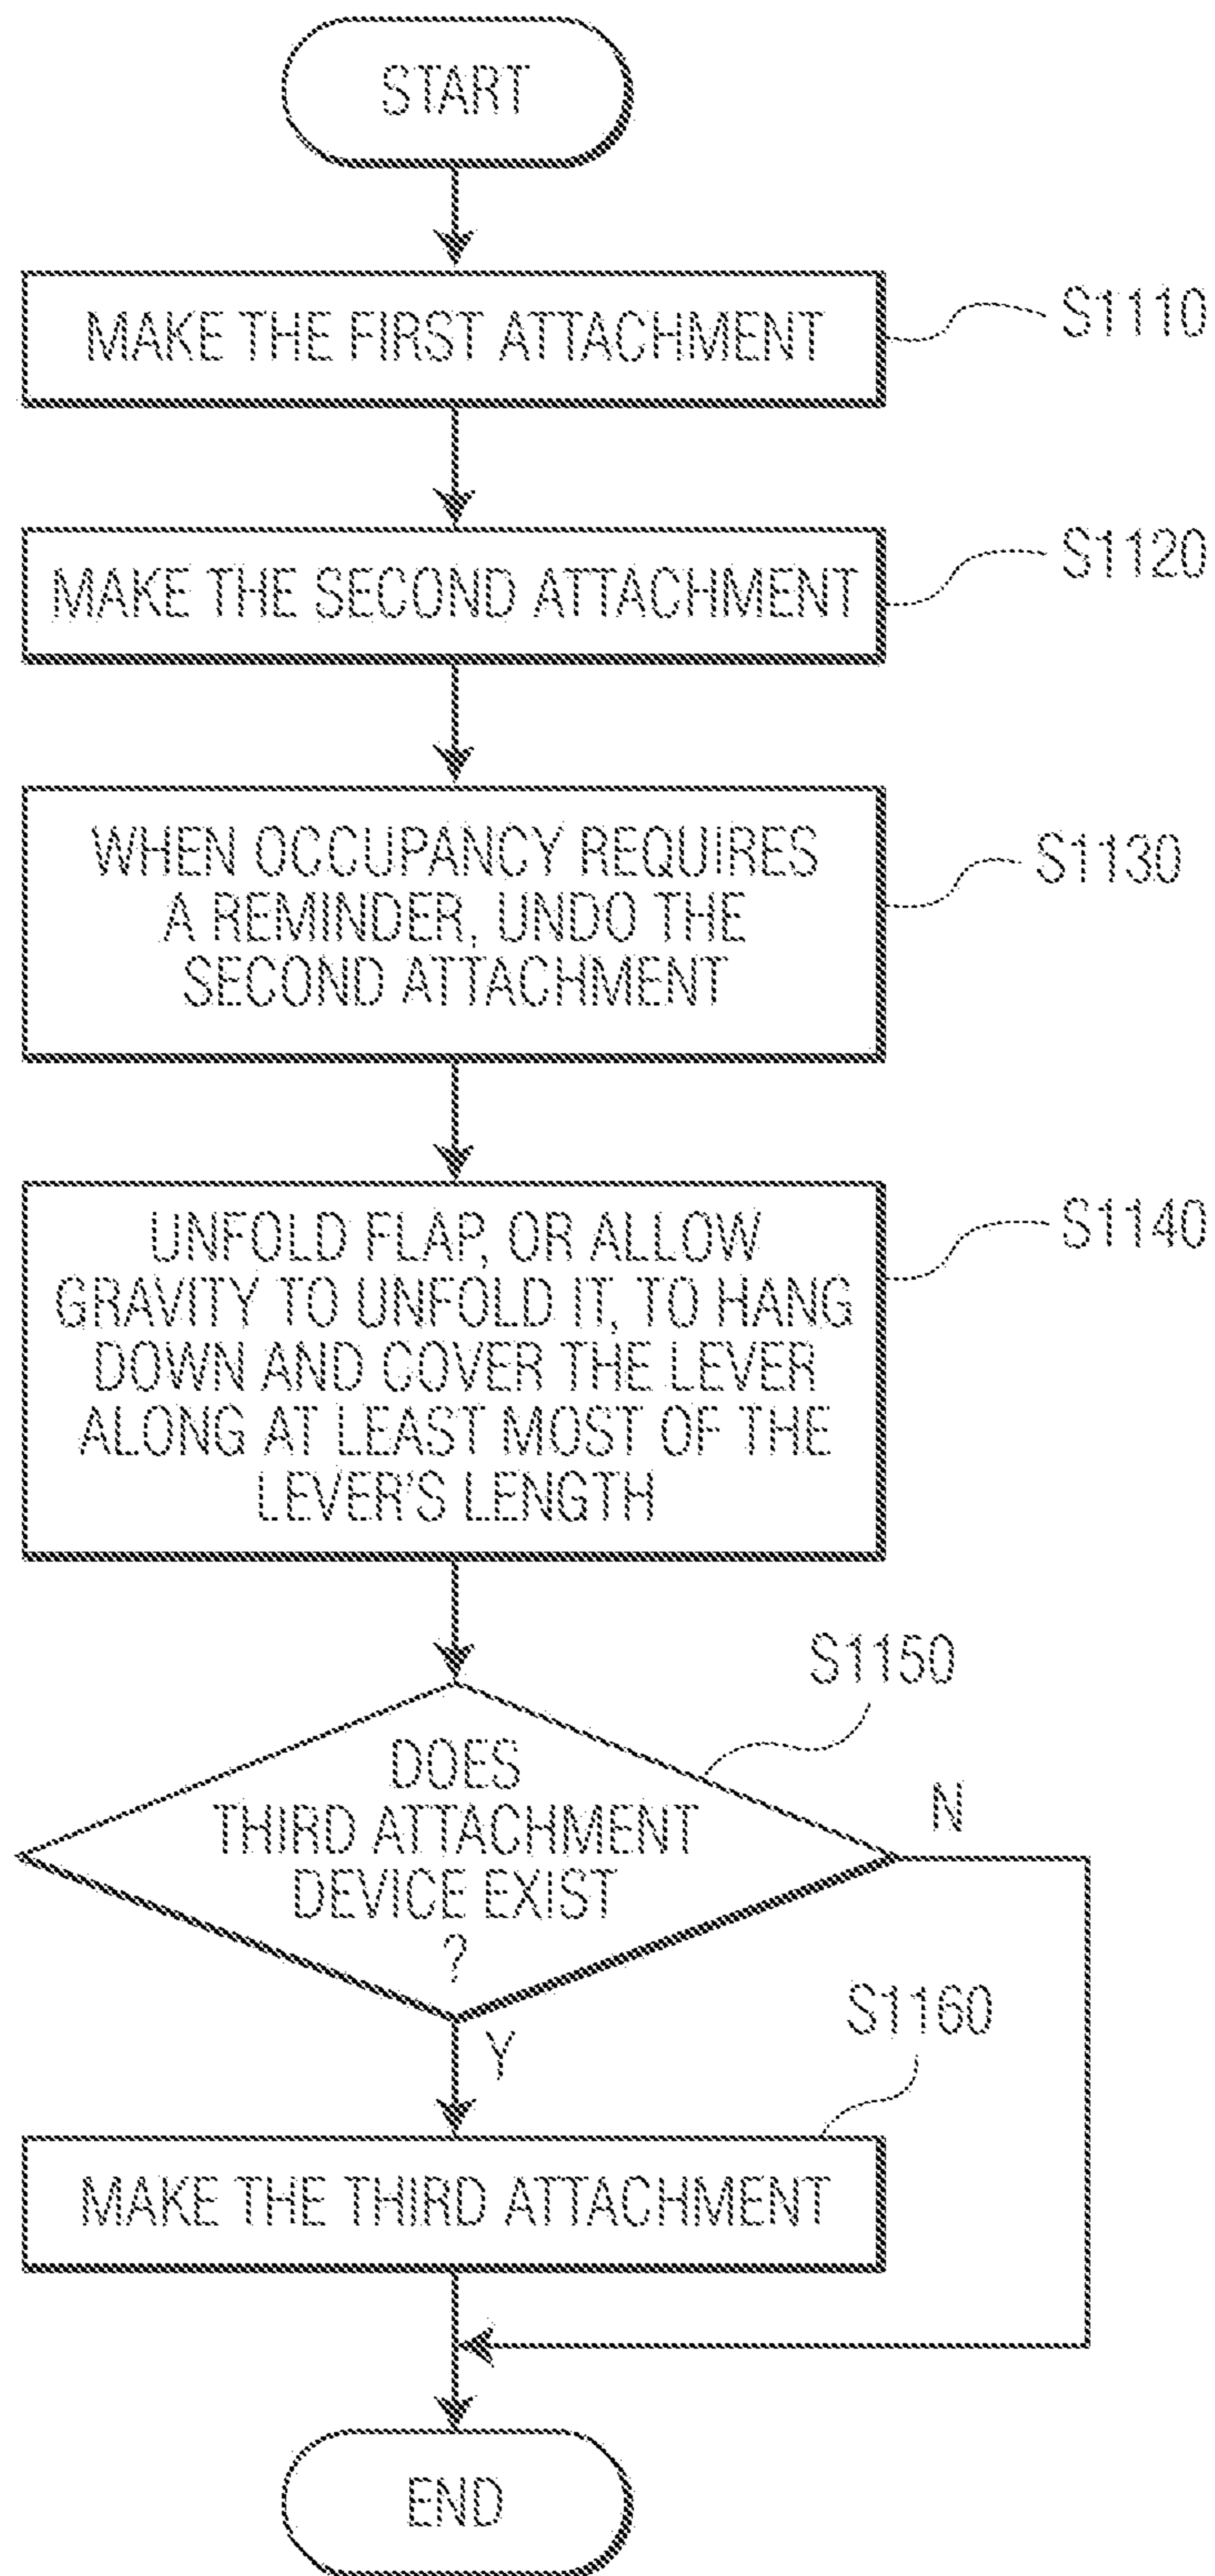 START
MAKE THE FIRST ATTACHMENT
S1110
MAKE THE SECOND ATTACHMENT
S1120
WHEN OCCUPANCY REQUIRES
A REMINDER, UNDO THE
SECOND ATTACHMENT
S1130
UNFOLD FLAP, OR ALLOW
GRAVITY TO UNFOLD IT, TO HANG
DOWN AND COVER THE LEVER
ALONG AT LEAST MOST OF THE
LEVER'S LENGTH
S1140
S1150
DOES
THIRD ATTACHMENT
DEVICE EXIST
?
N
Y
S1160
MAKE THE THIRD ATTACHMENT
END